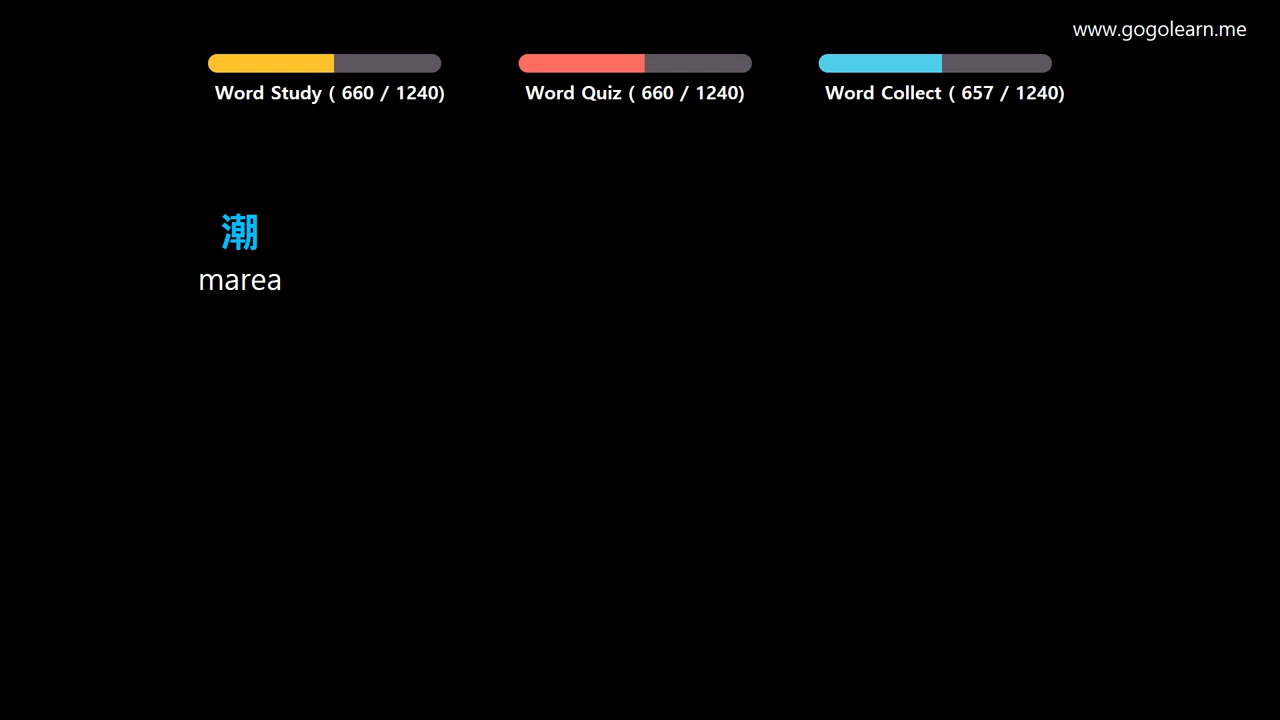 www.gogolearn.me
Word Study ( 660 / 1240)
Word Quiz ( 660 / 1240)
Word Collect ( 657 / 1240)
潮
marea